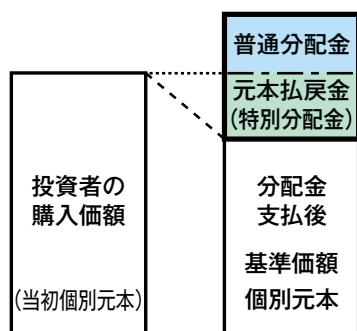 普通分配金
元本払戻金
(特別分配金)
投資者の
購入価額
(当初個別元本)
分配金
支払後
基準価額
個別元本